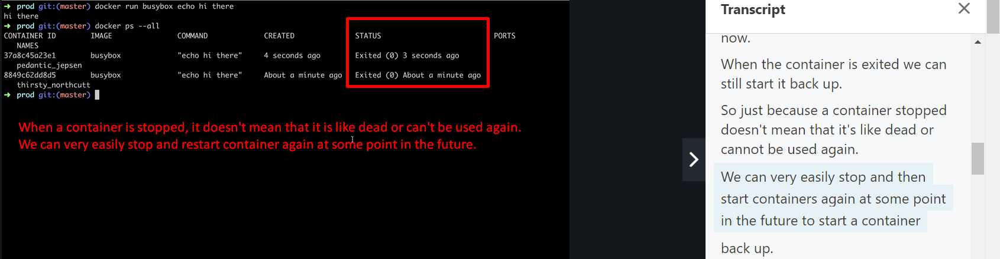 ➜ prod git:(master) docker run busybox echo hi there
hi there
➜ prod git:(master) docker ps --all
CONTAINER ID IMAGE COMMAND CREATED STATUS PORTS
NAMES
37a8c45a23e1 busybox "echo hi there" 4 seconds ago Exited (0) 3 seconds ago
pedantic_jepsen
8849c62dd8d5 busybox "echo hi there" About a minute ago Exited (0) About a minute ago
thirsty_northcutt
➜ prod git:(master)
When a container is stopped, it doesn't mean that it is like dead or can't be used again.
We can very easily stop and restart container again at some point in the future.
Transcript
now.
When the container is exited we can
still start it back up.
So just because a container stopped
doesn't mean that it's like dead or
cannot be used again.
We can very easily stop and then
start containers again at some point
in the future to start a container
back up.